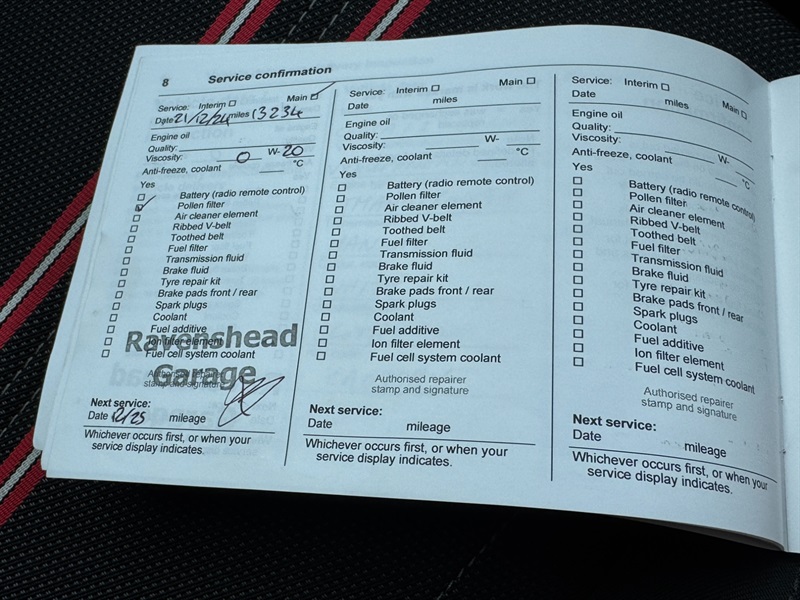 8 Service confirmation
Service: Interim ☐ Main ☑
Date 21/12/24 miles 13234
Engine oil
Quality:
Viscosity: 0 W- 20
Anti-freeze, coolant °C
Yes
☐ Battery (radio remote control)
☑ Pollen filter
☐ Air cleaner element
☐ Ribbed V-belt
☐ Toothed belt
☐ Fuel filter
☐ Transmission fluid
☐ Brake fluid
☐ Tyre repair kit
☐ Brake pads front / rear
☐ Spark plugs
☐ Coolant
☐ Fuel additive
☐ Ion filter element
☐ Fuel cell system coolant
Ravenshead
Garage
Authorised repairer
stamp and signature
Next service:
Date 12/25 mileage
Whichever occurs first, or when your
service display indicates.
Service: Interim ☐ Main ☐
Date miles
Engine oil
Quality:
Viscosity: W-
Anti-freeze, coolant °C
Yes
☐ Battery (radio remote control)
☐ Pollen filter
☐ Air cleaner element
☐ Ribbed V-belt
☐ Toothed belt
☐ Fuel filter
☐ Transmission fluid
☐ Brake fluid
☐ Tyre repair kit
☐ Brake pads front / rear
☐ Spark plugs
☐ Coolant
☐ Fuel additive
☐ Ion filter element
☐ Fuel cell system coolant
Authorised repairer
stamp and signature
Next service:
Date mileage
Whichever occurs first, or when your
service display indicates.
Service: Interim ☐ Main ☐
Date miles
Engine oil
Quality:
Viscosity: W-
Anti-freeze, coolant °C
Yes
☐ Battery (radio remote control)
☐ Pollen filter
☐ Air cleaner element
☐ Ribbed V-belt
☐ Toothed belt
☐ Fuel filter
☐ Transmission fluid
☐ Brake fluid
☐ Tyre repair kit
☐ Brake pads front / rear
☐ Spark plugs
☐ Coolant
☐ Fuel additive
☐ Ion filter element
☐ Fuel cell system coolant
Authorised repairer
stamp and signature
Next service:
Date mileage
Whichever occurs first, or when your
service display indicates.